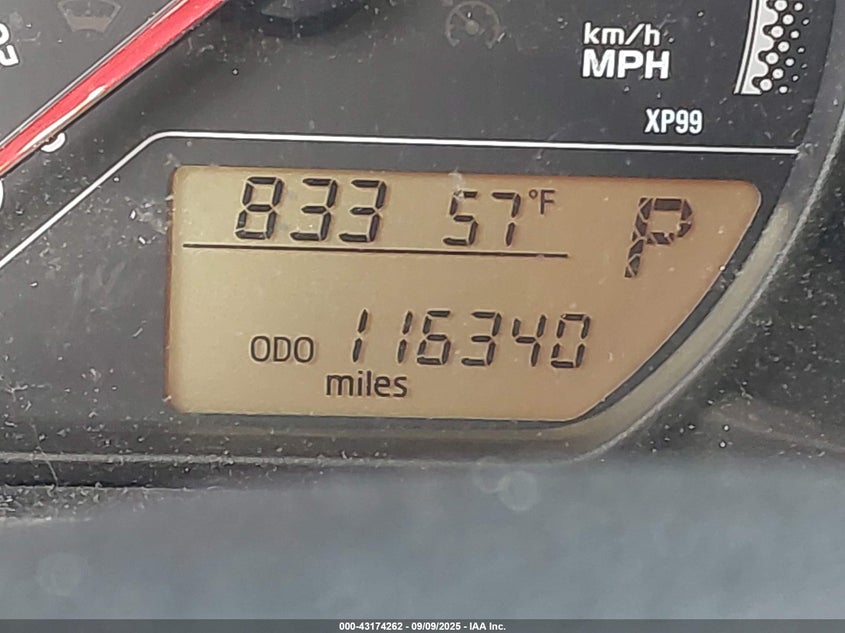 km/h
MPH
XP99
833 57°F P
ODO 116340
miles
000-43174262 - 09/09/2025 - IAA Inc.